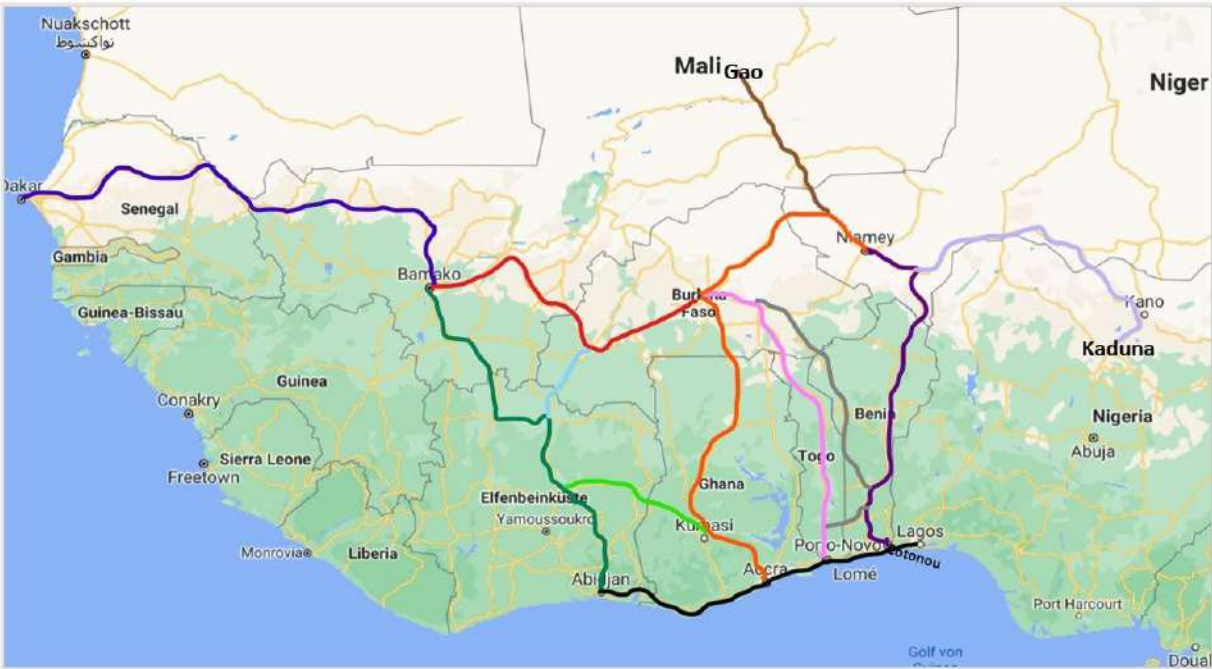 Nuakschott
نواكشوط
Mali
Gao
Niger
Dakar
Senegal
Gambia
Niamey
Bamako
Burkina
Faso
Kano
Guinea-Bissau
Kaduna
Guinea
Conakry
Benin
Nigeria
Abuja
Togo
Sierra Leone
Freetown
Ghana
Elfenbeinküste
Yamoussoukro
Kumasi
Lagos
Monrovia
Liberia
Porto-Novo
Cotonou
Abidjan
Accra
Lomé
Port Harcourt
Golf von
Doual